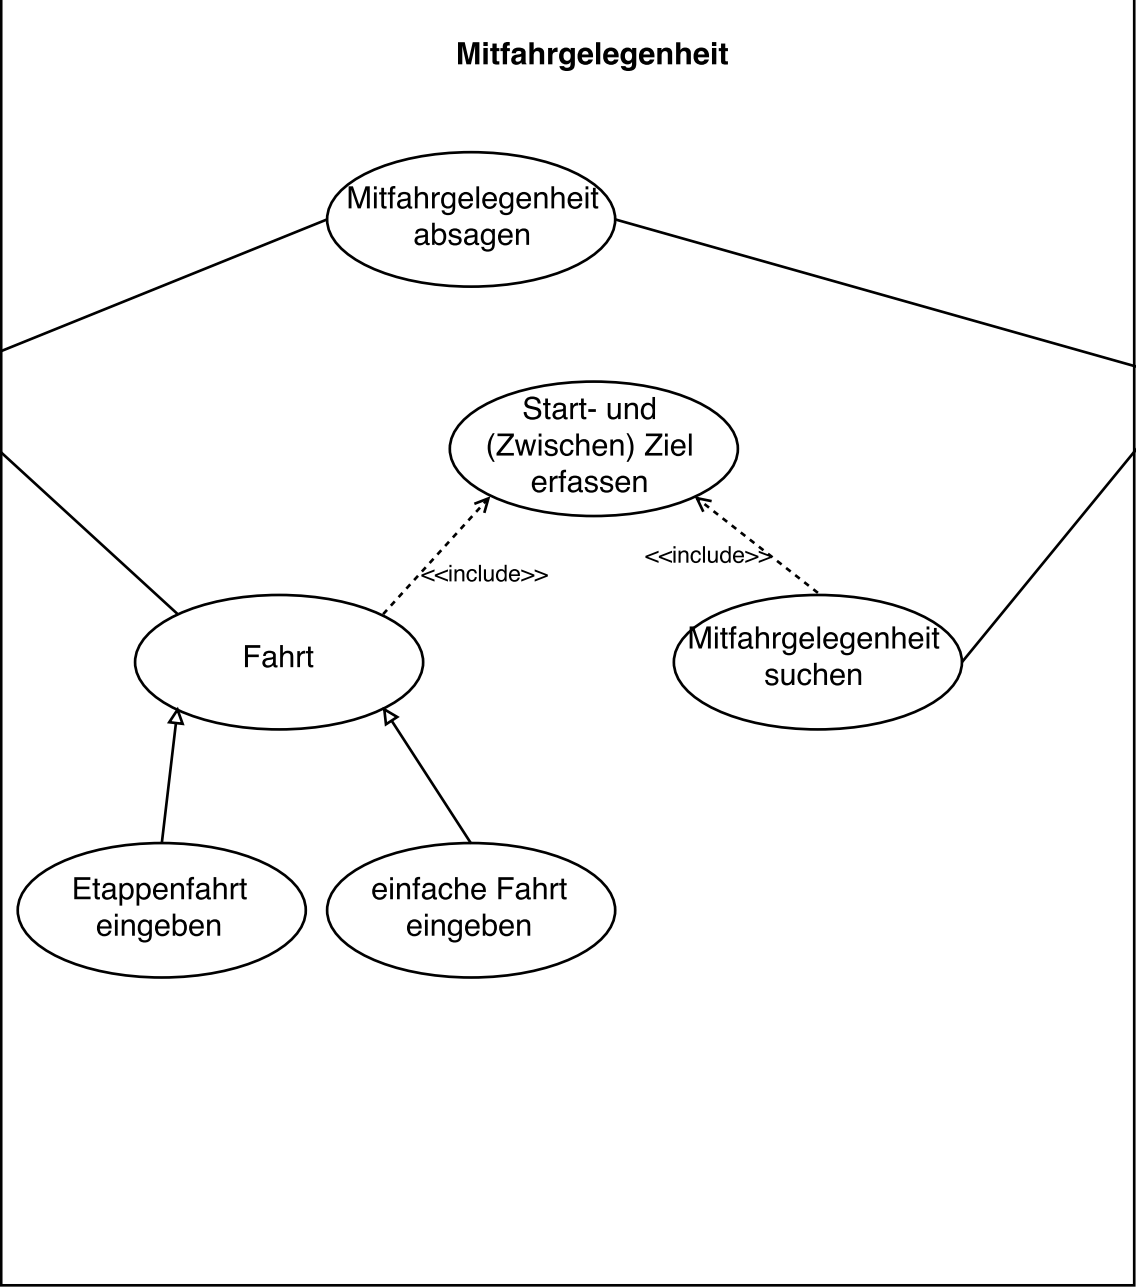 Mitfahrgelegenheit
Mitfahrgelegenheit
absagen
Start- und
(Zwischen) Ziel
erfassen
<<include>>
<<include>>
Mitfahrgelegenheit
suchen
Fahrt
Etappenfahrt
eingeben
einfache Fahrt
eingeben